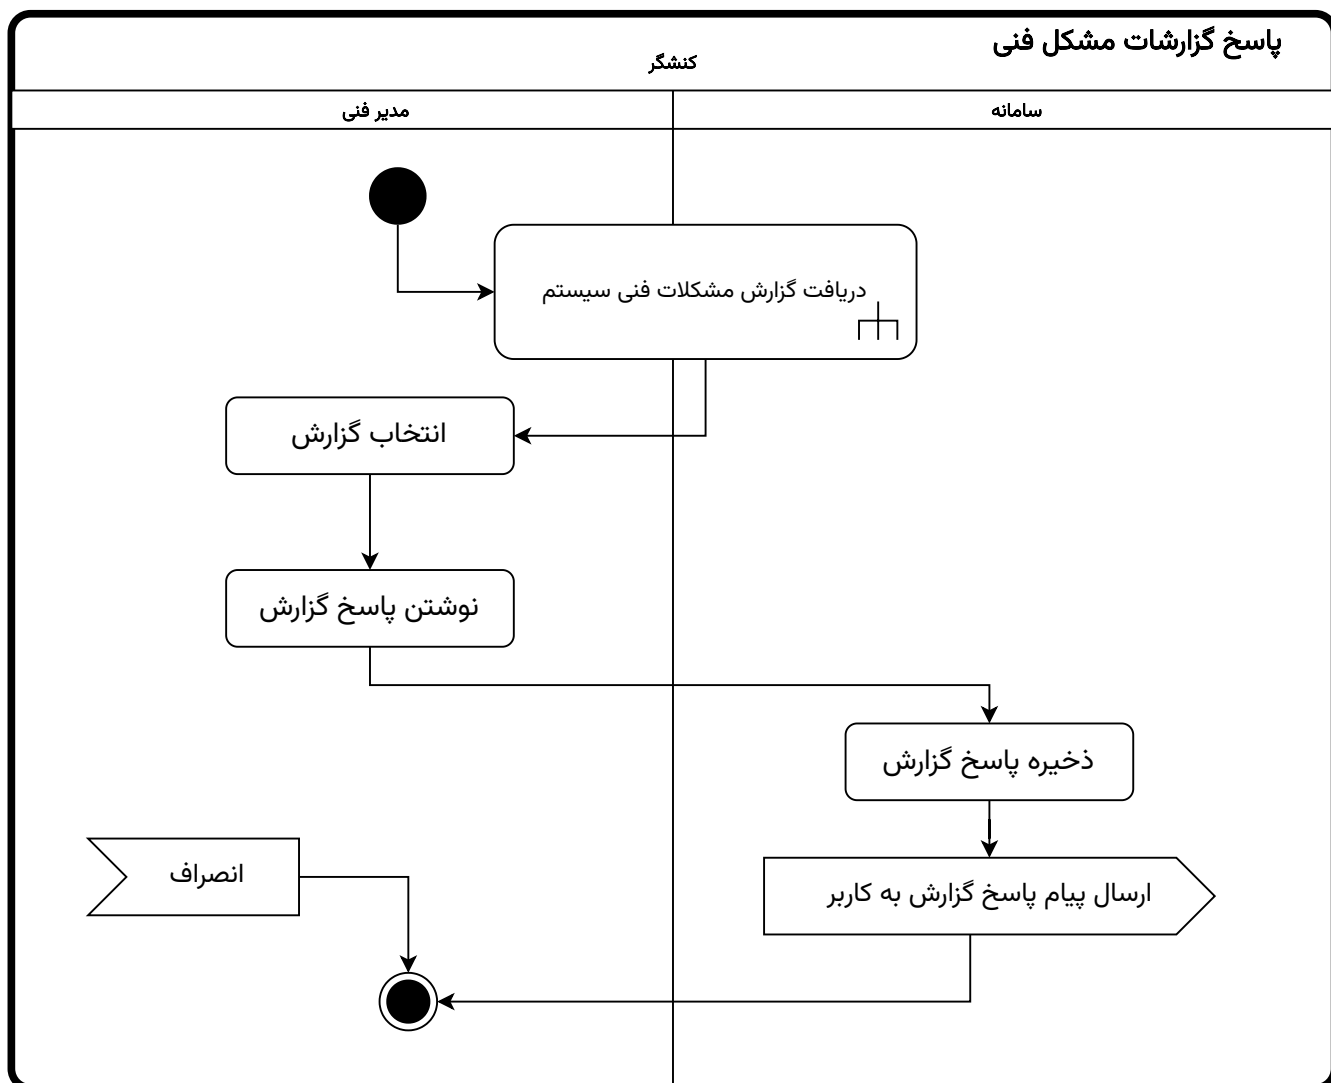 پاسخ گزارشات مشکل فنی
کنشگر
سامانه
مدیر فنی
دریافت گزارش مشکلات فنی سیستم
انتخاب گزارش
نوشتن پاسخ گزارش
ذخیره پاسخ گزارش
ارسال پیام پاسخ گزارش به کاربر
انصراف